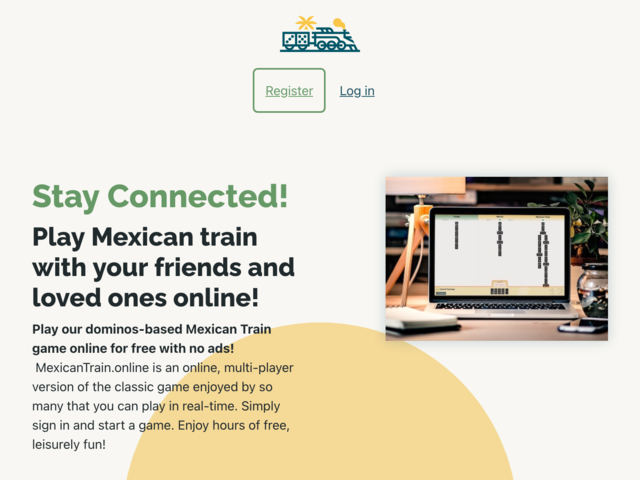 Register
Log in
Stay Connected!
Play Mexican train
with your friends and
loved ones online!
Play our dominos-based Mexican Train
game online for free with no ads!
MexicanTrain.online is an online, multi-player
version of the classic game enjoyed by so
many that you can play in real-time. Simply
sign in and start a game. Enjoy hours of free,
leisurely fun!